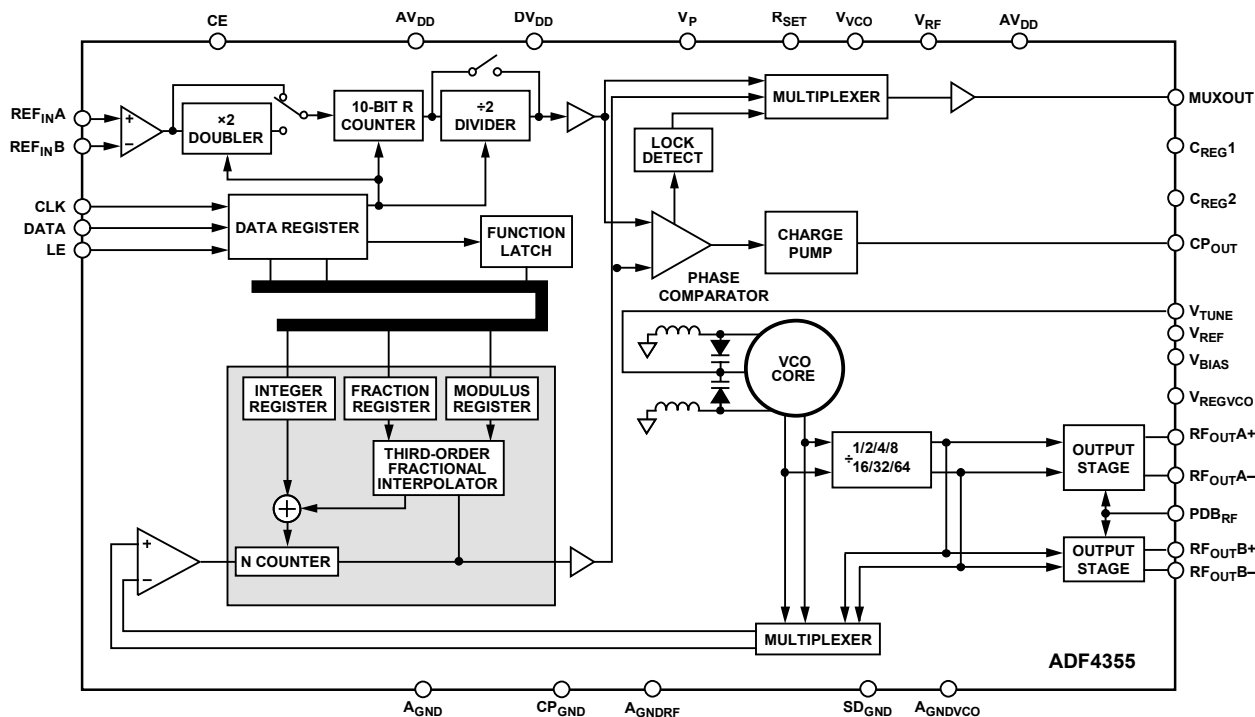 CE
AVDD
DVDD
VP
RSET
VVCO
VRF
AVDD
REFINA
REFINB
+
−
×2
DOUBLER
10-BIT R
COUNTER
÷2
DIVIDER
MULTIPLEXER
MUXOUT
LOCK
DETECT
CREG1
CREG2
CLK
DATA
LE
DATA REGISTER
FUNCTION
LATCH
CHARGE
PUMP
CPOUT
PHASE
COMPARATOR
VTUNE
VREF
VBIAS
VREGVCO
VCO
CORE
INTEGER
REGISTER
FRACTION
REGISTER
MODULUS
REGISTER
THIRD-ORDER
FRACTIONAL
INTERPOLATOR
+
N COUNTER
+
−
÷1/2/4/8
16/32/64
OUTPUT
STAGE
RFOUTA+
RFOUTA−
PDBRF
OUTPUT
STAGE
RFOUTB+
RFOUTB−
MULTIPLEXER
ADF4355
AGND
CPGND
AGNDRF
SDGND
AGNDVCO